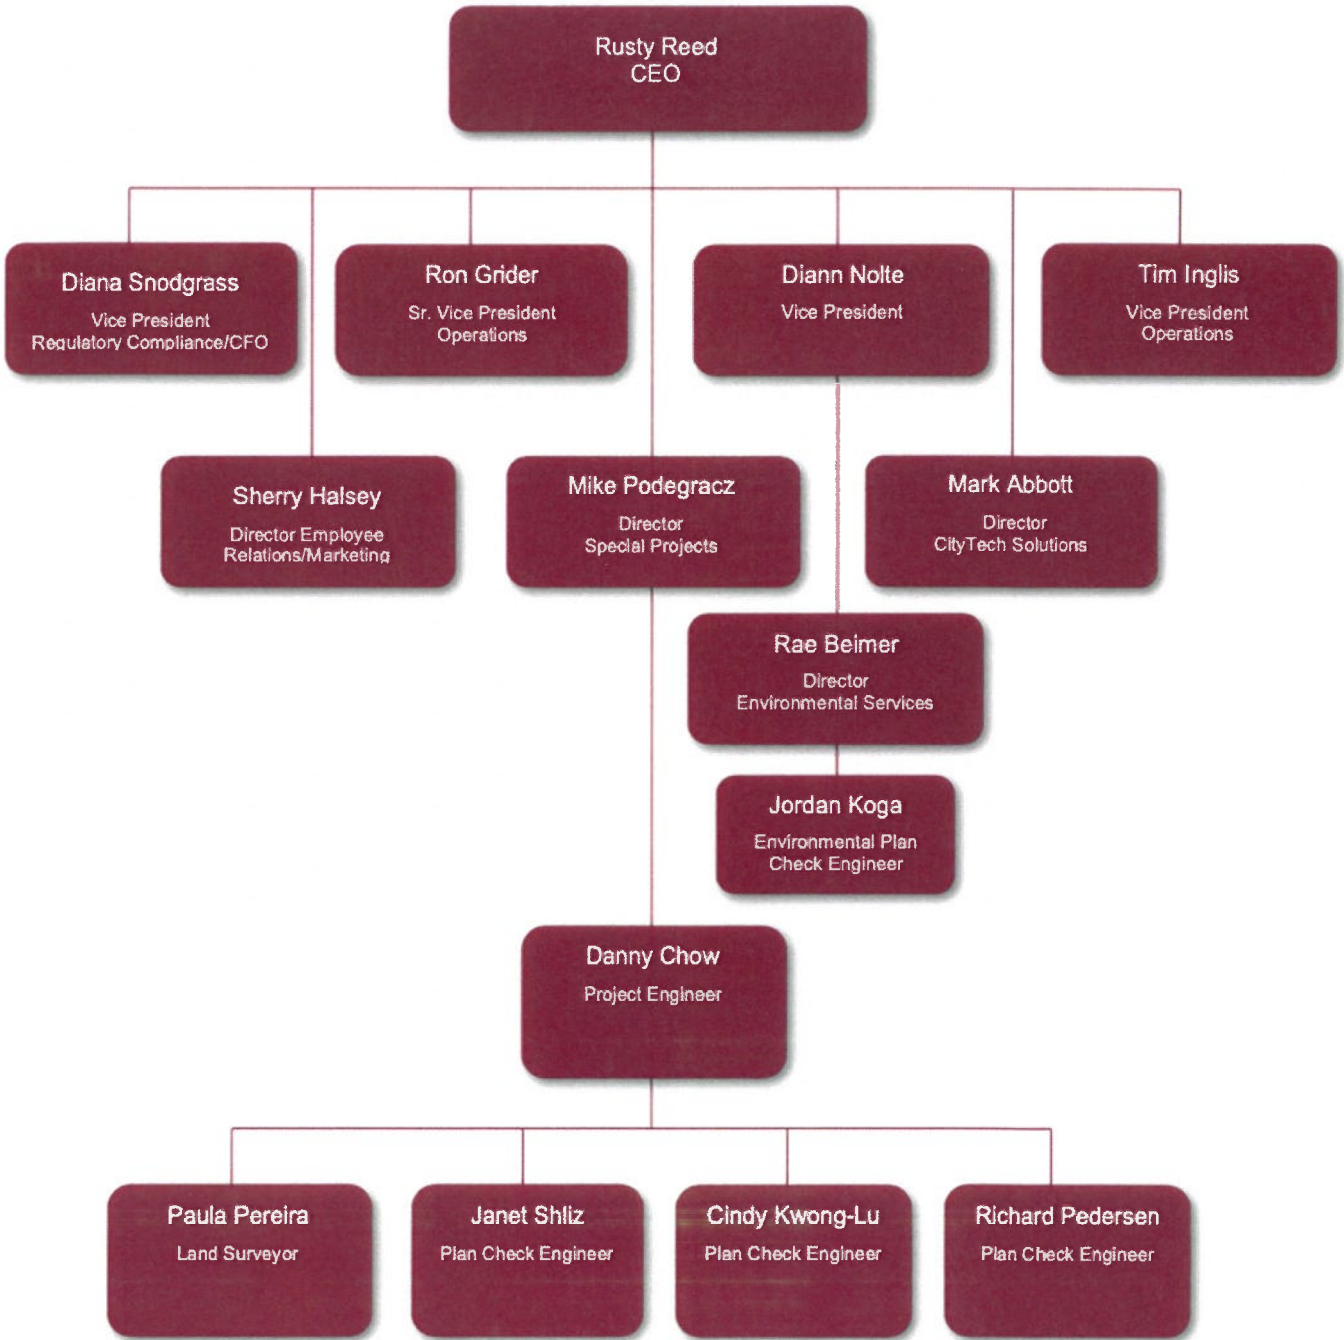 Rusty Reed
CEO
Diana Snodgrass
Vice President
Regulatory Compliance/CFO
Ron Grider
Sr. Vice President
Operations
Diann Nolte
Vice President
Tim Inglis
Vice President
Operations
Sherry Halsey
Director Employee
Relations/Marketing
Mike Podegracz
Director
Special Projects
Mark Abbott
Director
CityTech Solutions
Rae Beimer
Director
Environmental Services
Jordan Koga
Environmental Plan
Check Engineer
Danny Chow
Project Engineer
Paula Pereira
Land Surveyor
Janet Shliz
Plan Check Engineer
Cindy Kwong-Lu
Plan Check Engineer
Richard Pedersen
Plan Check Engineer